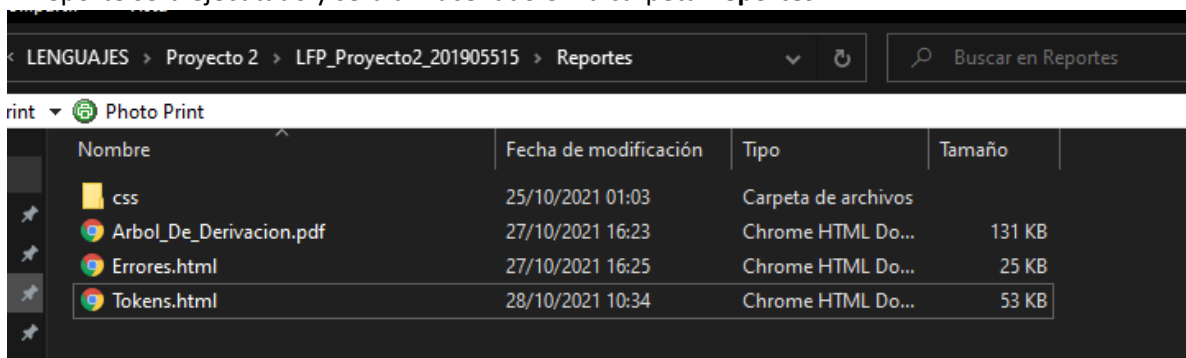 < LENGUAJES > Proyecto 2 > LFP_Proyecto2_201905515 > Reportes Buscar en Reportes
rint Photo Print
Nombre Fecha de modificación Tipo Tamaño
css 25/10/2021 01:03 Carpeta de archivos
Arbol_De_Derivacion.pdf 27/10/2021 16:23 Chrome HTML Do... 131 KB
Errores.html 27/10/2021 16:25 Chrome HTML Do... 25 KB
Tokens.html 28/10/2021 10:34 Chrome HTML Do... 53 KB